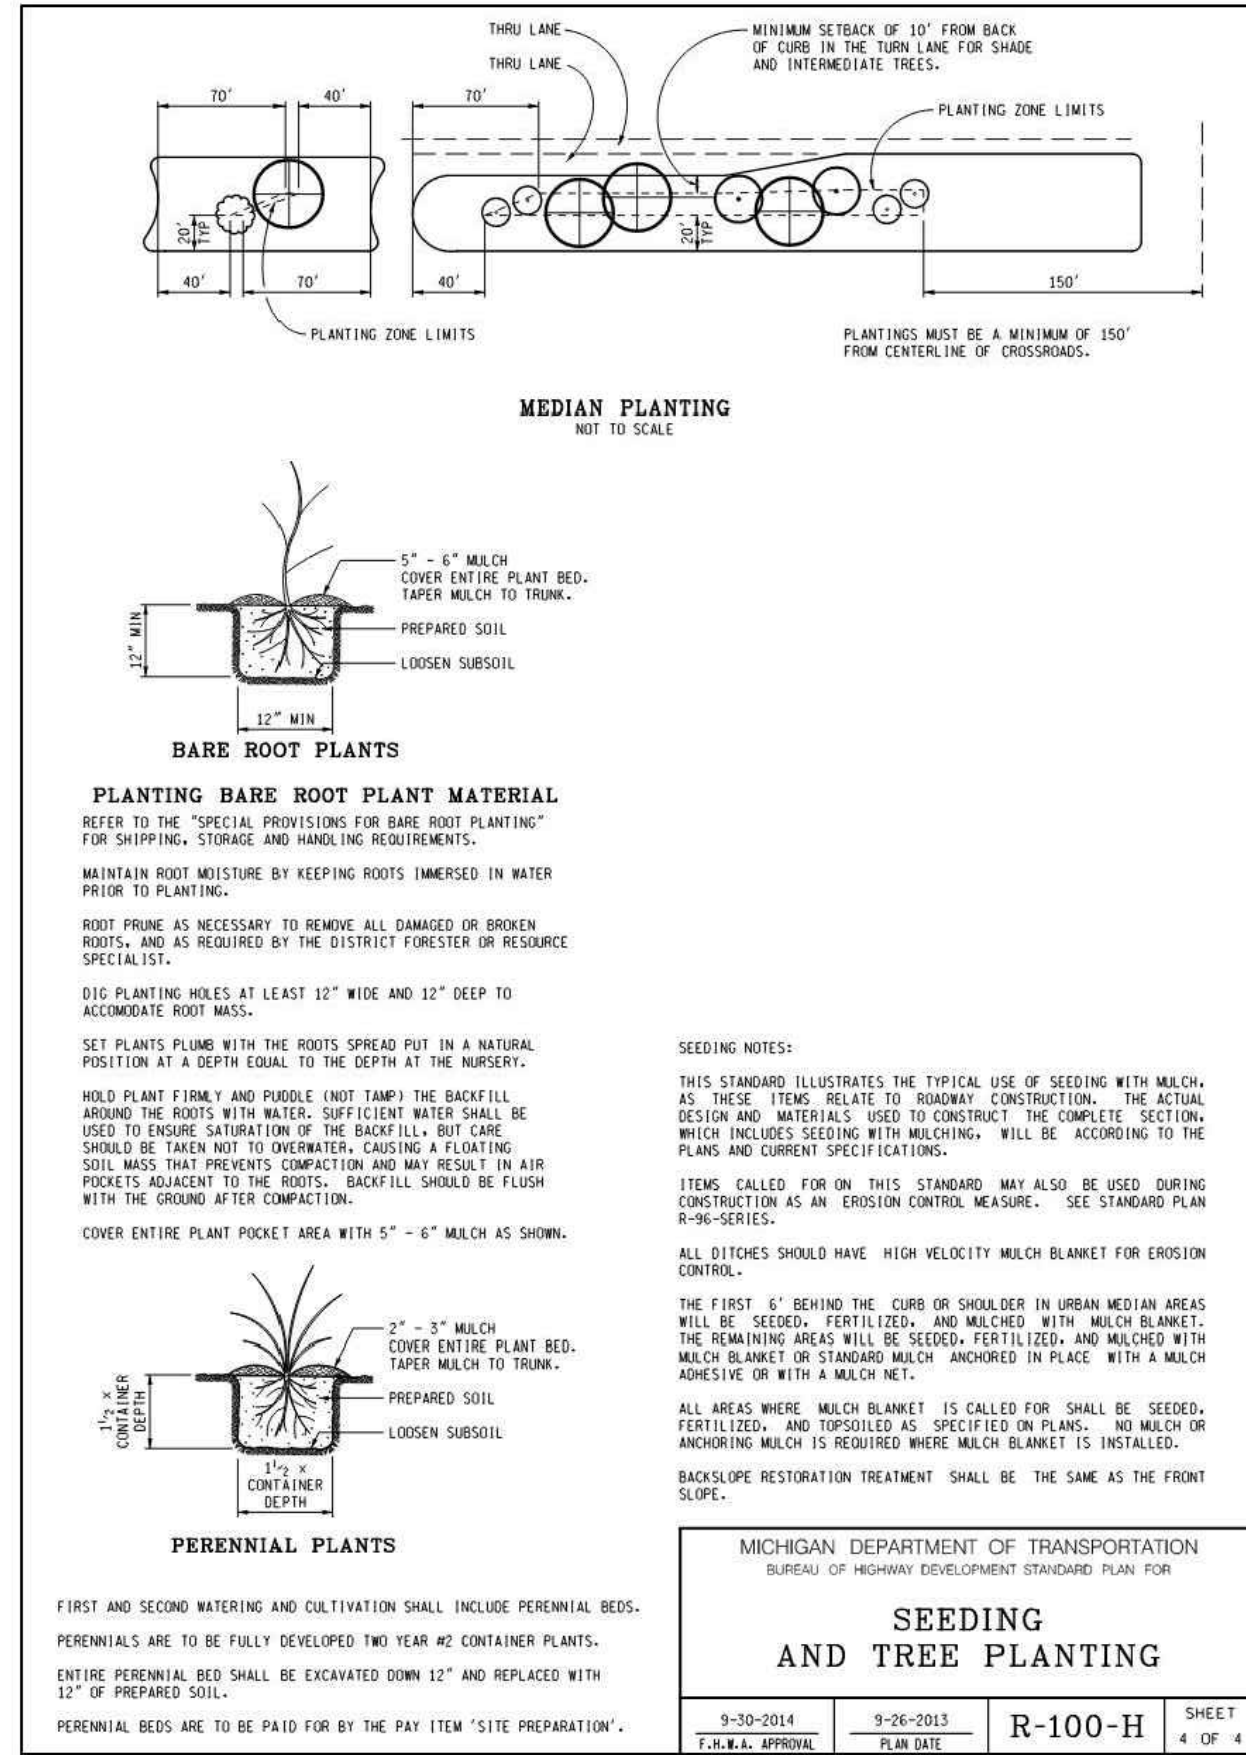 THRU LANE
THRU LANE
MINIMUM SETBACK OF 10' FROM BACK
OF CURB IN THE TURN LANE FOR SHADE
AND INTERMEDIATE TREES.
70'
40'
70'
PLANTING ZONE LIMITS
20'
TYP
20'
TYP
40'
70'
40'
150'
PLANTING ZONE LIMITS
PLANTINGS MUST BE A MINIMUM OF 150'
FROM CENTERLINE OF CROSSROADS.
MEDIAN PLANTING
NOT TO SCALE
5" - 6" MULCH
COVER ENTIRE PLANT BED.
TAPER MULCH TO TRUNK.
PREPARED SOIL
LOOSEN SUBSOIL
12" MIN
12" MIN
BARE ROOT PLANTS
PLANTING BARE ROOT PLANT MATERIAL
REFER TO THE "SPECIAL PROVISIONS FOR BARE ROOT PLANTING"
FOR SHIPPING, STORAGE AND HANDLING REQUIREMENTS.
MAINTAIN ROOT MOISTURE BY KEEPING ROOTS IMMERSED IN WATER
PRIOR TO PLANTING.
ROOT PRUNE AS NECESSARY TO REMOVE ALL DAMAGED OR BROKEN
ROOTS, AND AS REQUIRED BY THE DISTRICT FORESTER OR RESOURCE
SPECIALIST.
DIG PLANTING HOLES AT LEAST 12" WIDE AND 12" DEEP TO
ACCOMODATE ROOT MASS.
SET PLANTS PLUMB WITH THE ROOTS SPREAD PUT IN A NATURAL
POSITION AT A DEPTH EQUAL TO THE DEPTH AT THE NURSERY.
HOLD PLANT FIRMLY AND PUDDLE (NOT TAMP) THE BACKFILL
AROUND THE ROOTS WITH WATER. SUFFICIENT WATER SHALL BE
USED TO ENSURE SATURATION OF THE BACKFILL, BUT CARE
SHOULD BE TAKEN NOT TO OVERWATER, CAUSING A FLOATING
SOIL MASS THAT PREVENTS COMPACTION AND MAY RESULT IN AIR
POCKETS ADJACENT TO THE ROOTS. BACKFILL SHOULD BE FLUSH
WITH THE GROUND AFTER COMPACTION.
COVER ENTIRE PLANT POCKET AREA WITH 5" - 6" MULCH AS SHOWN.
2" - 3" MULCH
COVER ENTIRE PLANT BED.
TAPER MULCH TO TRUNK.
PREPARED SOIL
LOOSEN SUBSOIL
1 1/2 x
CONTAINER
DEPTH
1 1/2 x
CONTAINER
DEPTH
PERENNIAL PLANTS
FIRST AND SECOND WATERING AND CULTIVATION SHALL INCLUDE PERENNIAL BEDS.
PERENNIALS ARE TO BE FULLY DEVELOPED TWO YEAR #2 CONTAINER PLANTS.
ENTIRE PERENNIAL BED SHALL BE EXCAVATED DOWN 12" AND REPLACED WITH
12" OF PREPARED SOIL.
PERENNIAL BEDS ARE TO BE PAID FOR BY THE PAY ITEM 'SITE PREPARATION'.
SEEDING NOTES:
THIS STANDARD ILLUSTRATES THE TYPICAL USE OF SEEDING WITH MULCH,
AS THESE ITEMS RELATE TO ROADWAY CONSTRUCTION. THE ACTUAL
DESIGN AND MATERIALS USED TO CONSTRUCT THE COMPLETE SECTION,
WHICH INCLUDES SEEDING WITH MULCHING, WILL BE ACCORDING TO THE
PLANS AND CURRENT SPECIFICATIONS.
ITEMS CALLED FOR ON THIS STANDARD MAY ALSO BE USED DURING
CONSTRUCTION AS AN EROSION CONTROL MEASURE. SEE STANDARD PLAN
R-96-SERIES.
ALL DITCHES SHOULD HAVE HIGH VELOCITY MULCH BLANKET FOR EROSION
CONTROL.
THE FIRST 6' BEHIND THE CURB OR SHOULDER IN URBAN MEDIAN AREAS
WILL BE SEEDED, FERTILIZED, AND MULCHED WITH MULCH BLANKET.
THE REMAINING AREAS WILL BE SEEDED, FERTILIZED, AND MULCHED WITH
MULCH BLANKET OR STANDARD MULCH ANCHORED IN PLACE WITH A MULCH
ADHESIVE OR WITH A MULCH NET.
ALL AREAS WHERE MULCH BLANKET IS CALLED FOR SHALL BE SEEDED,
FERTILIZED, AND TOPSOILED AS SPECIFIED ON PLANS. NO MULCH OR
ANCHORING MULCH IS REQUIRED WHERE MULCH BLANKET IS INSTALLED.
BACKSLOPE RESTORATION TREATMENT SHALL BE THE SAME AS THE FRONT
SLOPE.
MICHIGAN DEPARTMENT OF TRANSPORTATION
BUREAU OF HIGHWAY DEVELOPMENT STANDARD PLAN FOR
SEEDING
AND TREE PLANTING
9-30-2014
F.H.W.A. APPROVAL
9-26-2013
PLAN DATE
R-100-H
SHEET
4 OF 4